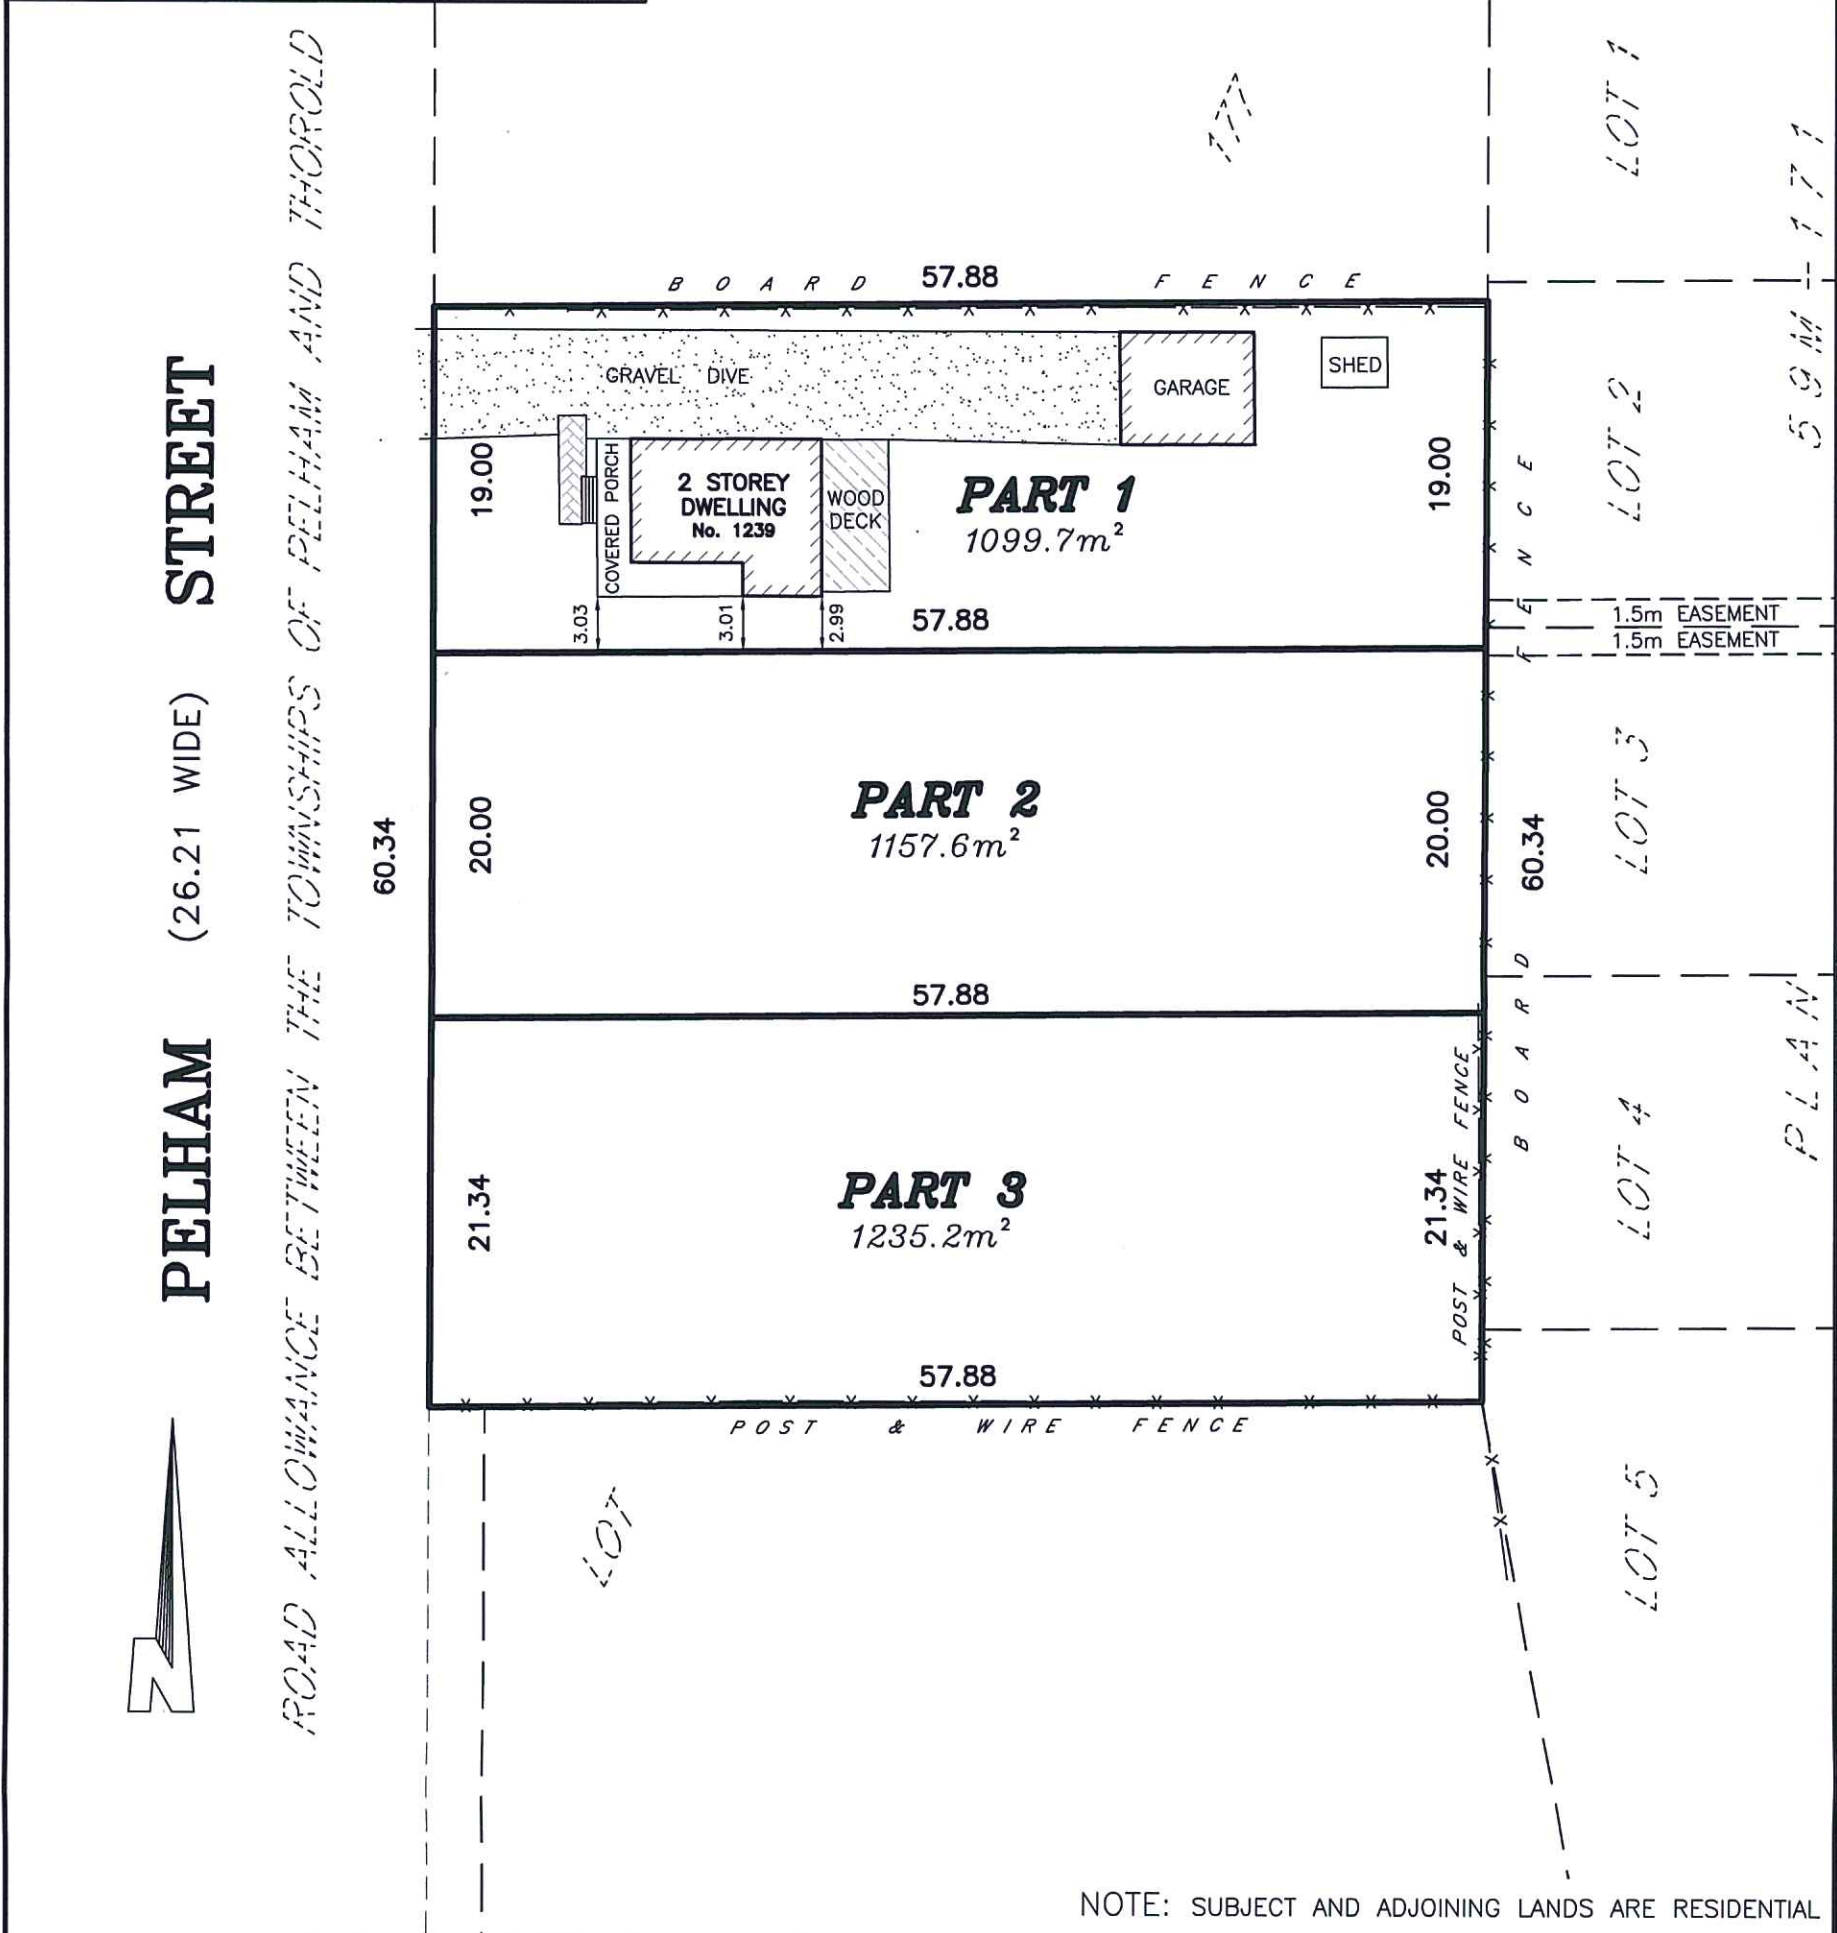 PELHAM STREET
(26.21 WIDE)
ROAD ALLOWANCE BETWEEN THE TOWNSHIPS OF PELHAM AND THOROLD
177
LOT 1
BOARD FENCE
57.88
GRAVEL DIVE
GARAGE
SHED
19.00
COVERED PORCH
2 STOREY
DWELLING
No. 1239
WOOD
DECK
PART 1
1099.7m²
19.00
LOT 2
3.03
3.01
2.99
57.88
1.5m EASEMENT
1.5m EASEMENT
60.34
20.00
PART 2
1157.6m²
20.00
60.34
LOT 3
BOARD FENCE
57.88
21.34
PART 3
1235.2m²
21.34
POST & WIRE FENCE
LOT 4
PLAN 59M-171
57.88
POST & WIRE FENCE
LOT
LOT 5
N
NOTE: SUBJECT AND ADJOINING LANDS ARE RESIDENTIAL